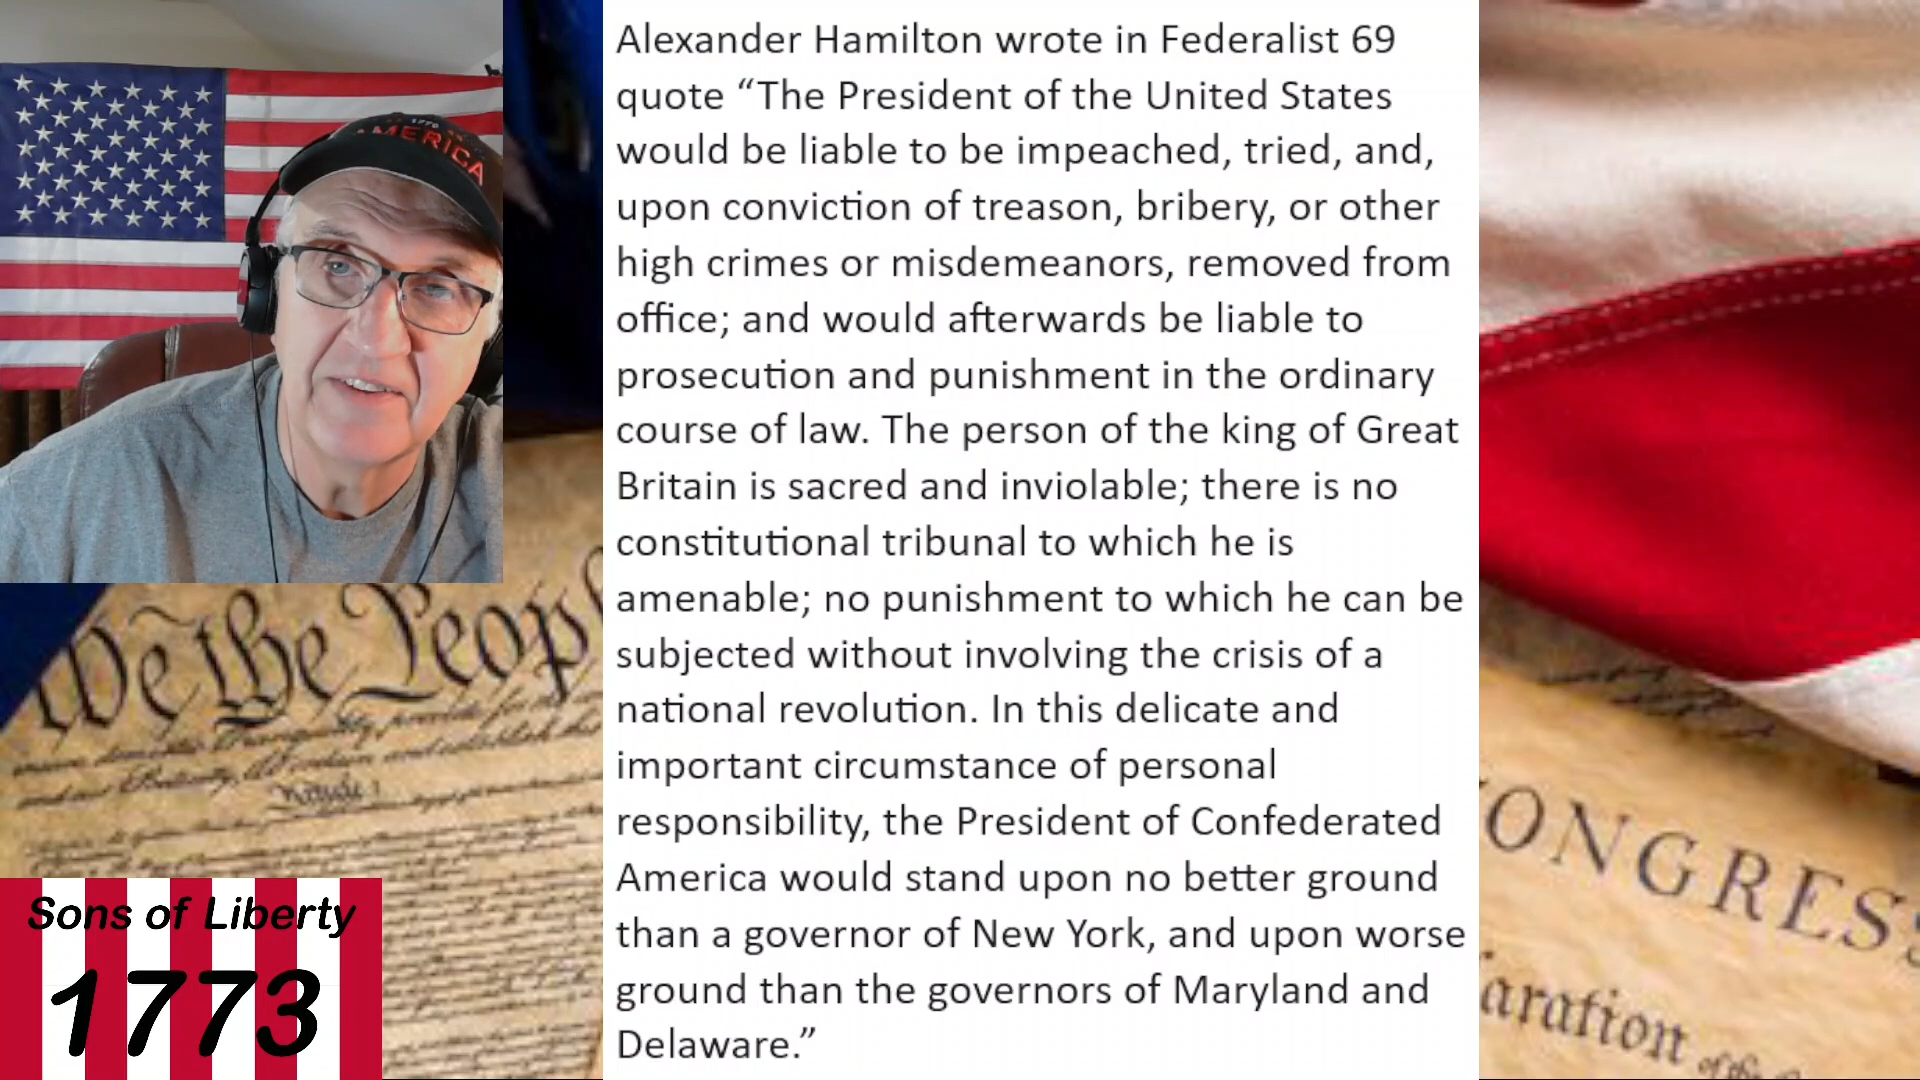 Alexander Hamilton wrote in Federalist 69
quote “The President of the United States
would be liable to be impeached, tried, and,
upon conviction of treason, bribery, or other
high crimes or misdemeanors, removed from
office; and would afterwards be liable to
prosecution and punishment in the ordinary
course of law. The person of the king of Great
Britain is sacred and inviolable; there is no
constitutional tribunal to which he is
amenable; no punishment to which he can be
subjected without involving the crisis of a
national revolution. In this delicate and
important circumstance of personal
responsibility, the President of Confederated
America would stand upon no better ground
than a governor of New York, and upon worse
ground than the governors of Maryland and
Delaware.”
1776
AMERICA
We the Peopl
Article 1
Sons of Liberty
1773
ONGRESS
aration of the